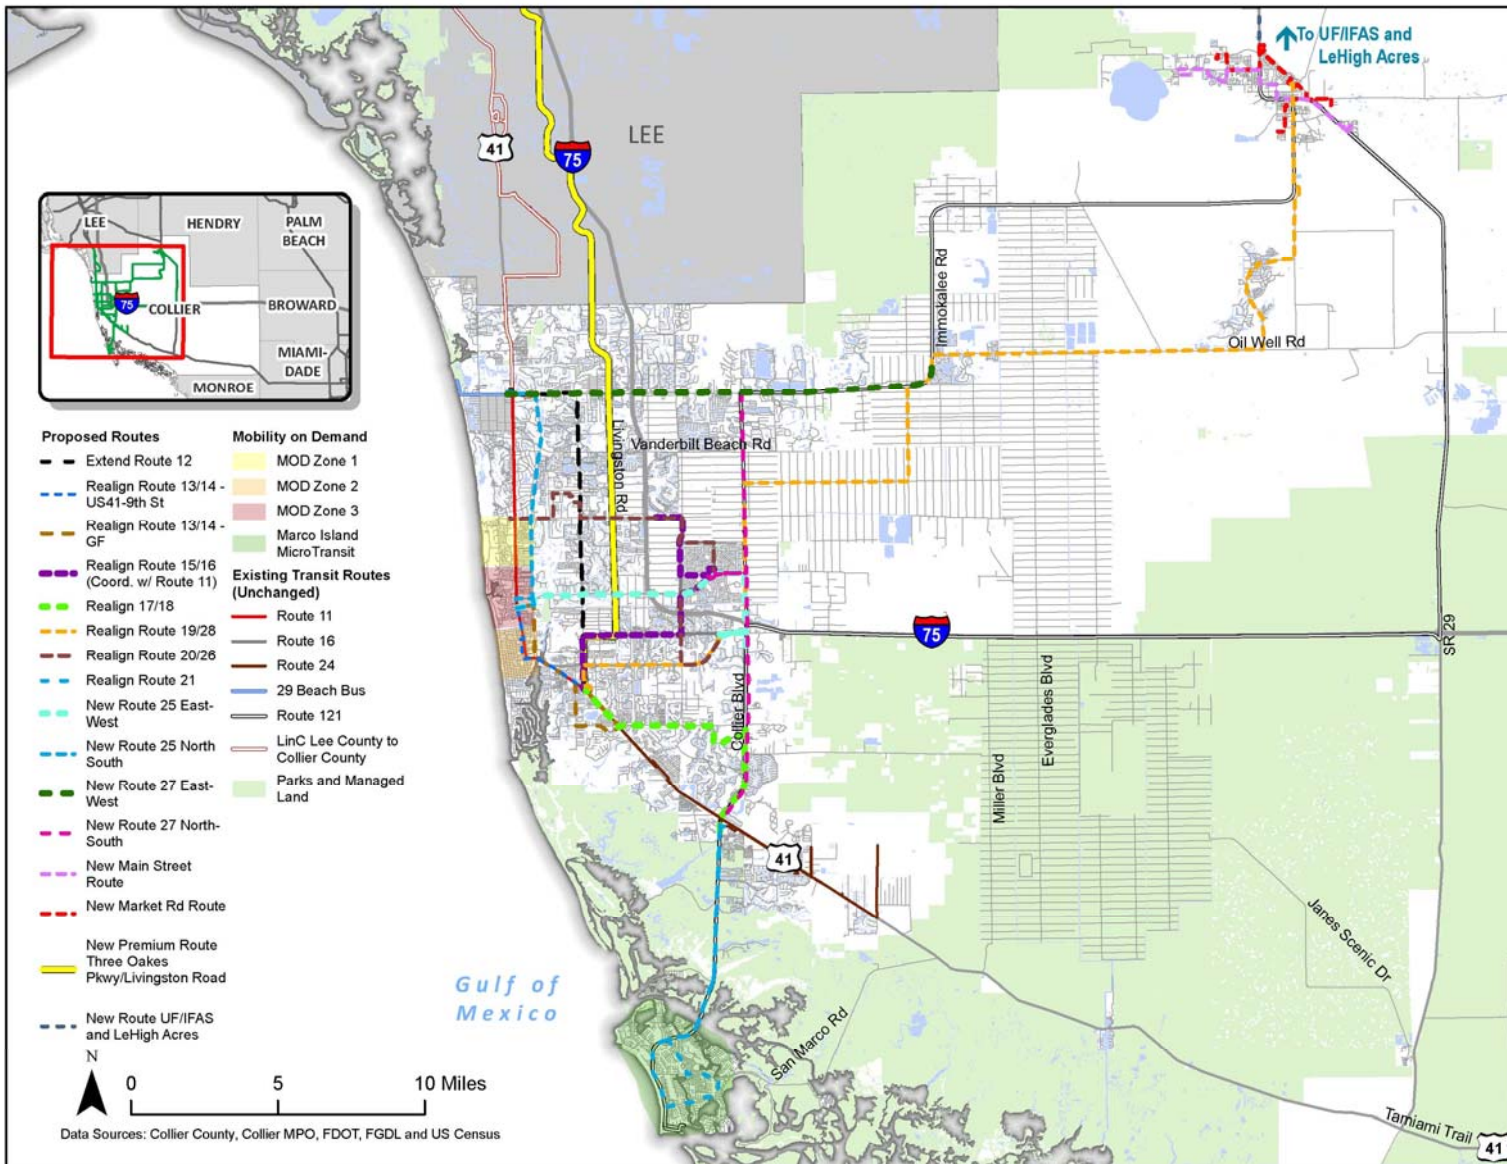 To UF/IFAS and
LeHigh Acres
41
75
LEE
LEE
HENDRY
PALM
BEACH
75
COLLIER
BROWARD
MIAMI-
DADE
MONROE
Immokalee Rd
Oil Well Rd
Livingston Rd
Vanderbilt Beach Rd
75
SR 29
Collier Blvd
Everglades Blvd
Miller Blvd
41
Janes Scenic Dr
San Marco Rd
Tamiami Trail
41
Gulf of
Mexico
Proposed Routes
Extend Route 12
Realign Route 13/14 -
US41-9th St
Realign Route 13/14 -
GF
Realign Route 15/16
(Coord. w/ Route 11)
Realign 17/18
Realign Route 19/28
Realign Route 20/26
Realign Route 21
New Route 25 East-
West
New Route 25 North
South
New Route 27 East-
West
New Route 27 North-
South
New Main Street
Route
New Market Rd Route
New Premium Route
Three Oakes
Pkwy/Livingston Road
New Route UF/IFAS
and LeHigh Acres
Mobility on Demand
MOD Zone 1
MOD Zone 2
MOD Zone 3
Marco Island
MicroTransit
Existing Transit Routes
(Unchanged)
Route 11
Route 16
Route 24
29 Beach Bus
Route 121
LinC Lee County to
Collier County
Parks and Managed
Land
N
0 5 10 Miles
Data Sources: Collier County, Collier MPO, FDOT, FGDL and US Census